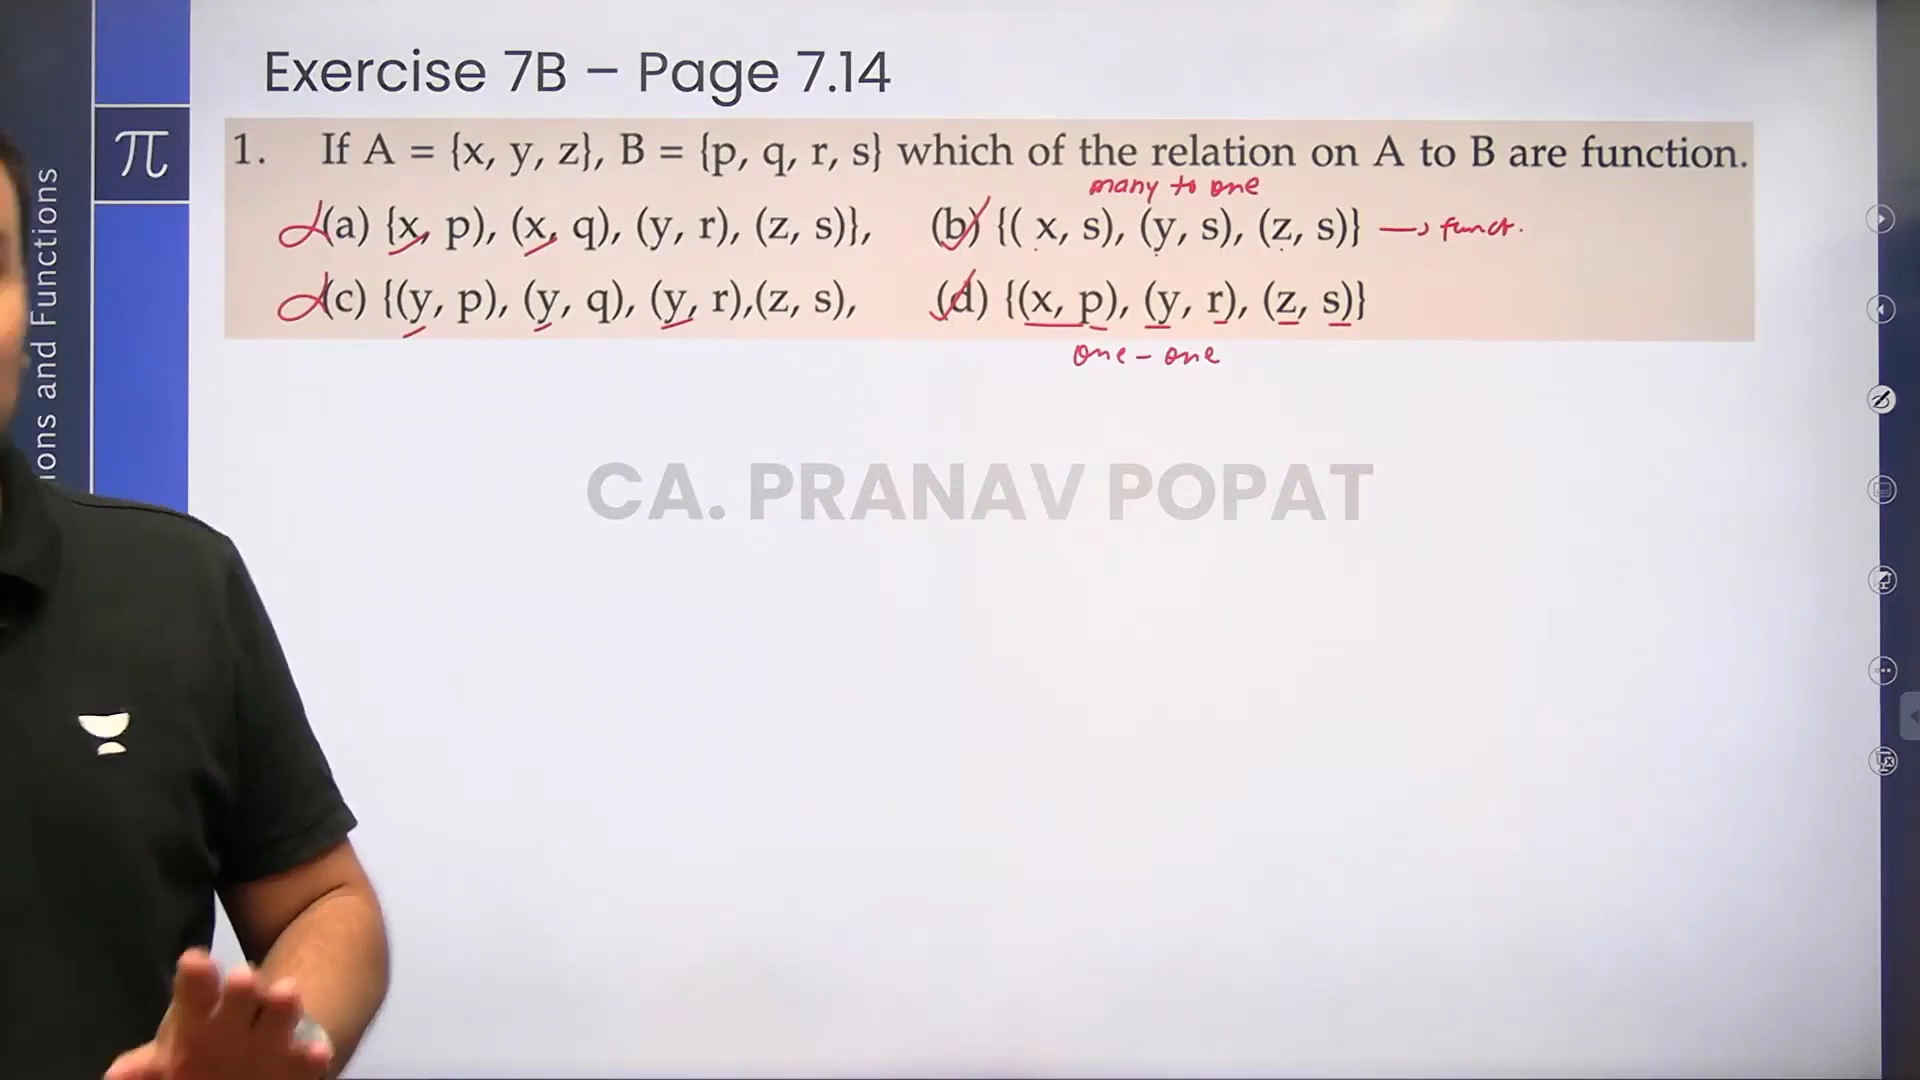 Exercise 7B – Page 7.14
π
ions and Functions
1. If A = {x, y, z}, B = {p, q, r, s} which of the relation on A to B are function.
many to one
(a) {x, p), (x, q), (y, r), (z, s)}, (b) {( x, s), (y, s), (z, s)} → funct.
(c) {(y, p), (y, q), (y, r),(z, s), (d) {(x, p), (y, r), (z, s)}
one – one
CA. PRANAV POPAT